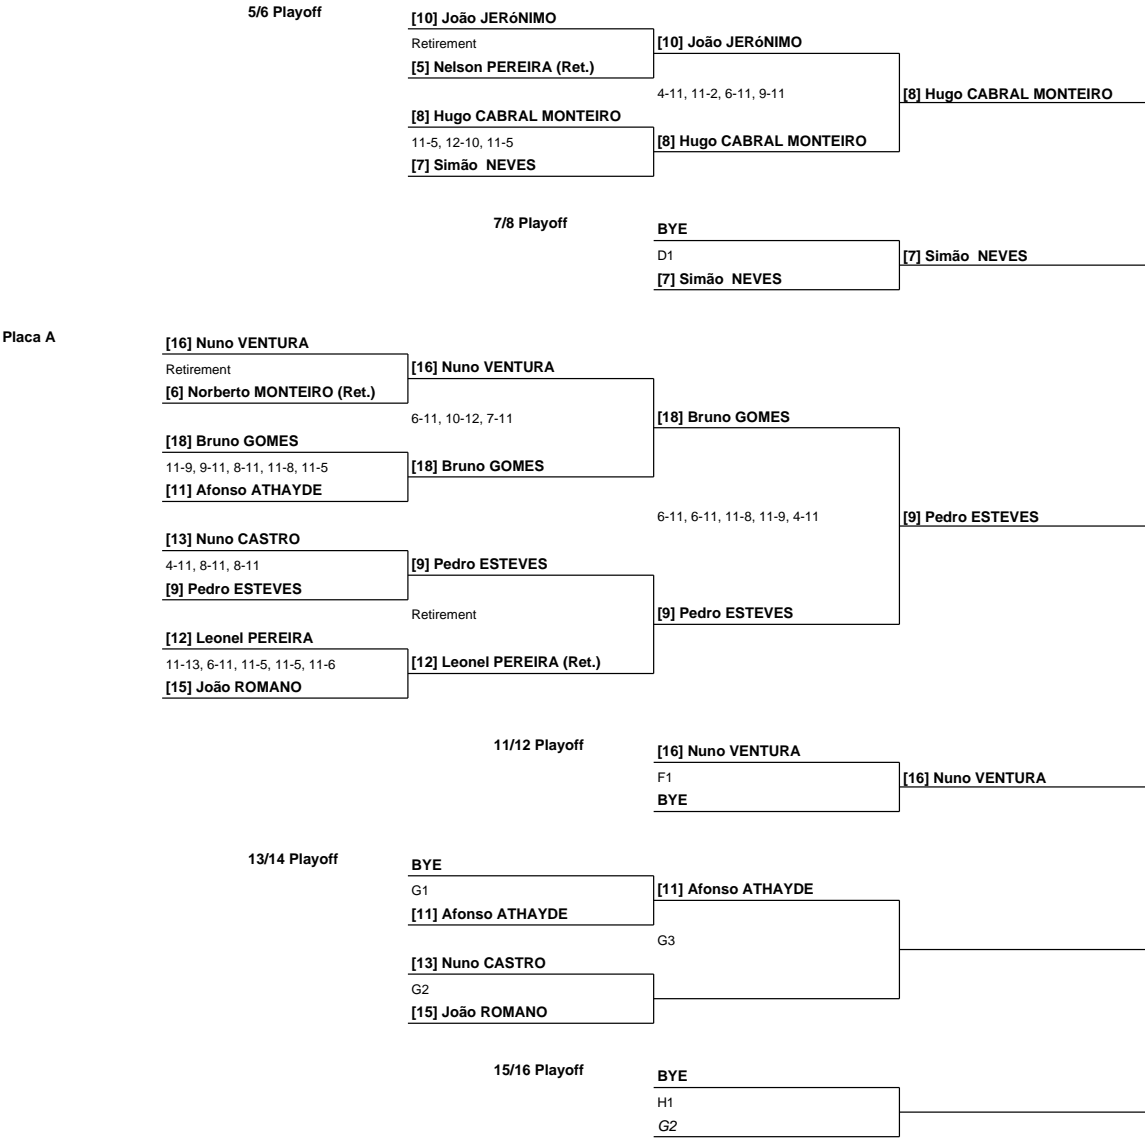 5/6 Playoff
[10] João JERóNIMO
Retirement
[10] João JERóNIMO
[5] Nelson PEREIRA (Ret.)
4-11, 11-2, 6-11, 9-11
[8] Hugo CABRAL MONTEIRO
[8] Hugo CABRAL MONTEIRO
11-5, 12-10, 11-5
[8] Hugo CABRAL MONTEIRO
[7] Simão NEVES
7/8 Playoff
BYE
D1
[7] Simão NEVES
[7] Simão NEVES
Placa A
[16] Nuno VENTURA
Retirement
[16] Nuno VENTURA
[6] Norberto MONTEIRO (Ret.)
6-11, 10-12, 7-11
[18] Bruno GOMES
[18] Bruno GOMES
11-9, 9-11, 8-11, 11-8, 11-5
[18] Bruno GOMES
[11] Afonso ATHAYDE
6-11, 6-11, 11-8, 11-9, 4-11
[9] Pedro ESTEVES
[13] Nuno CASTRO
4-11, 8-11, 8-11
[9] Pedro ESTEVES
[9] Pedro ESTEVES
Retirement
[9] Pedro ESTEVES
[12] Leonel PEREIRA
11-13, 6-11, 11-5, 11-5, 11-6
[12] Leonel PEREIRA (Ret.)
[15] João ROMANO
11/12 Playoff
[16] Nuno VENTURA
F1
[16] Nuno VENTURA
BYE
13/14 Playoff
BYE
G1
[11] Afonso ATHAYDE
[11] Afonso ATHAYDE
G3
[13] Nuno CASTRO
G2
[15] João ROMANO
15/16 Playoff
BYE
H1
G2